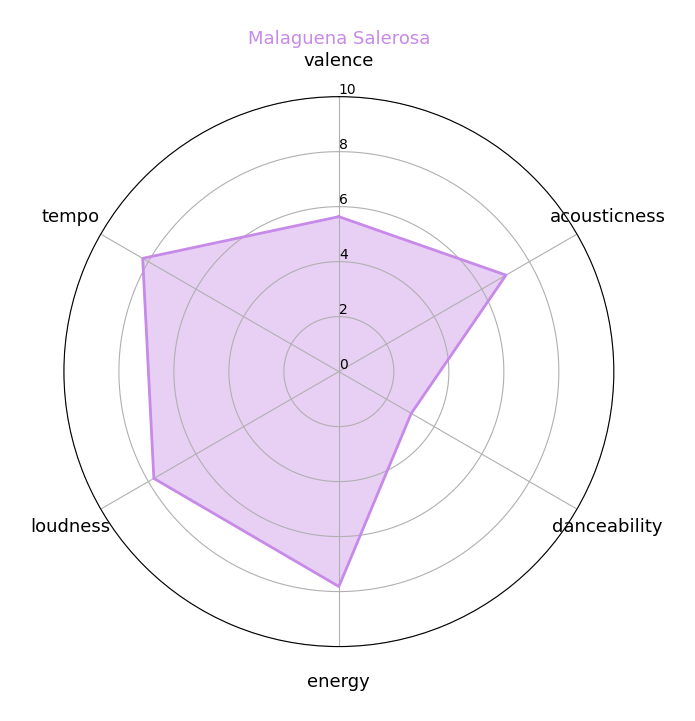 Malaguena Salerosa
valence
10
8
tempo
6
acousticness
4
2
0
loudness
danceability
energy